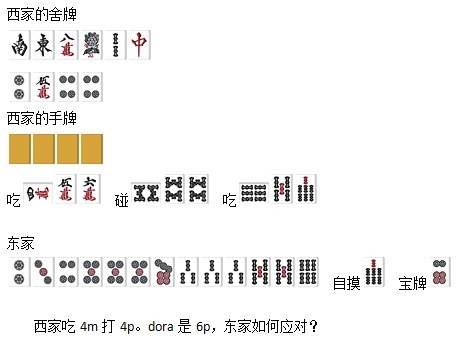 西家的舍牌
南 東 八萬 中
伍萬
西家的手牌
吃 四萬 伍萬 六萬 碰 吃
东家
自摸 宝牌
西家吃 4m 打 4p。dora 是 6p，东家如何应对？